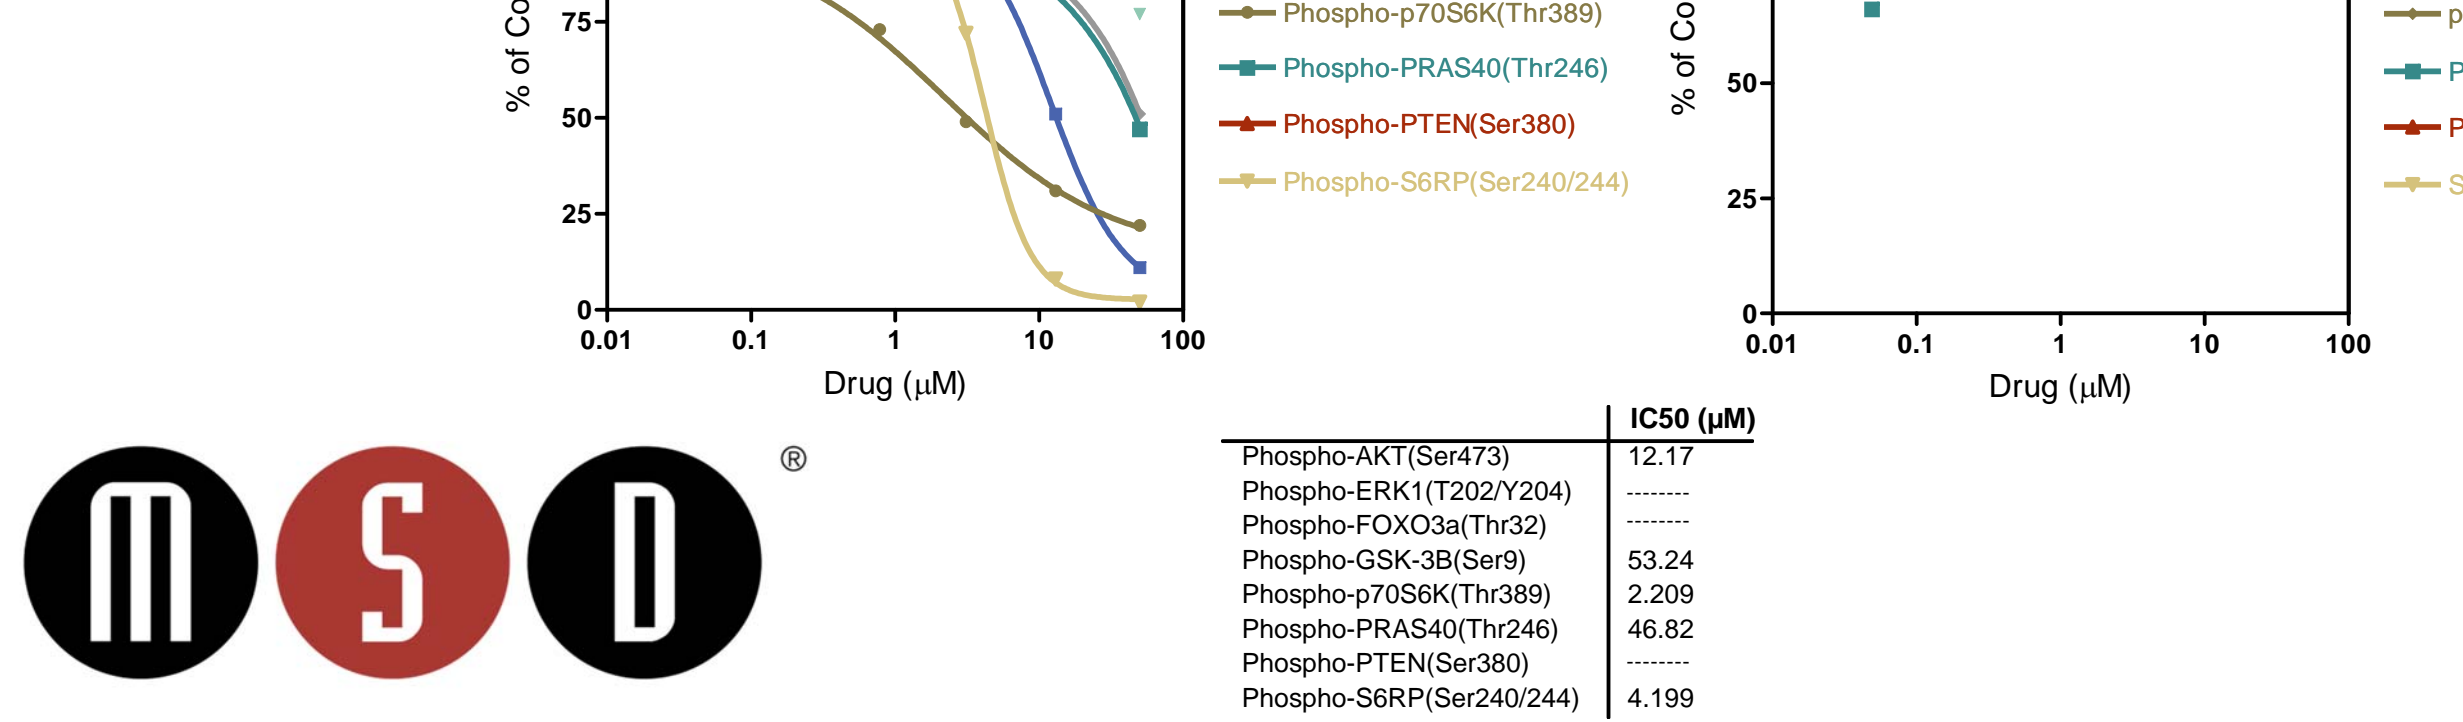 % of Co
75
50
25
0
0.01 0.1 1 10 100
Drug (µM)
Phospho-p70S6K(Thr389)
Phospho-PRAS40(Thr246)
Phospho-PTEN(Ser380)
Phospho-S6RP(Ser240/244)
% of Co
50
25
0
0.01 0.1 1 10 100
Drug (µM)
p
P
P
S
MSD ®
IC50 (µM)
Phospho-AKT(Ser473) 12.17
Phospho-ERK1(T202/Y204) --------
Phospho-FOXO3a(Thr32) --------
Phospho-GSK-3B(Ser9) 53.24
Phospho-p70S6K(Thr389) 2.209
Phospho-PRAS40(Thr246) 46.82
Phospho-PTEN(Ser380) --------
Phospho-S6RP(Ser240/244) 4.199